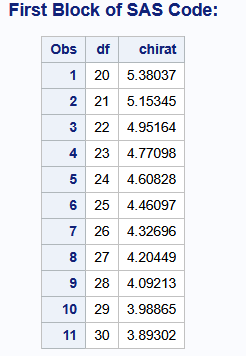 First Block of SAS Code:
Obs df chirat
1 20 5.38037
2 21 5.15345
3 22 4.95164
4 23 4.77098
5 24 4.60828
6 25 4.46097
7 26 4.32696
8 27 4.20449
9 28 4.09213
10 29 3.98865
11 30 3.89302